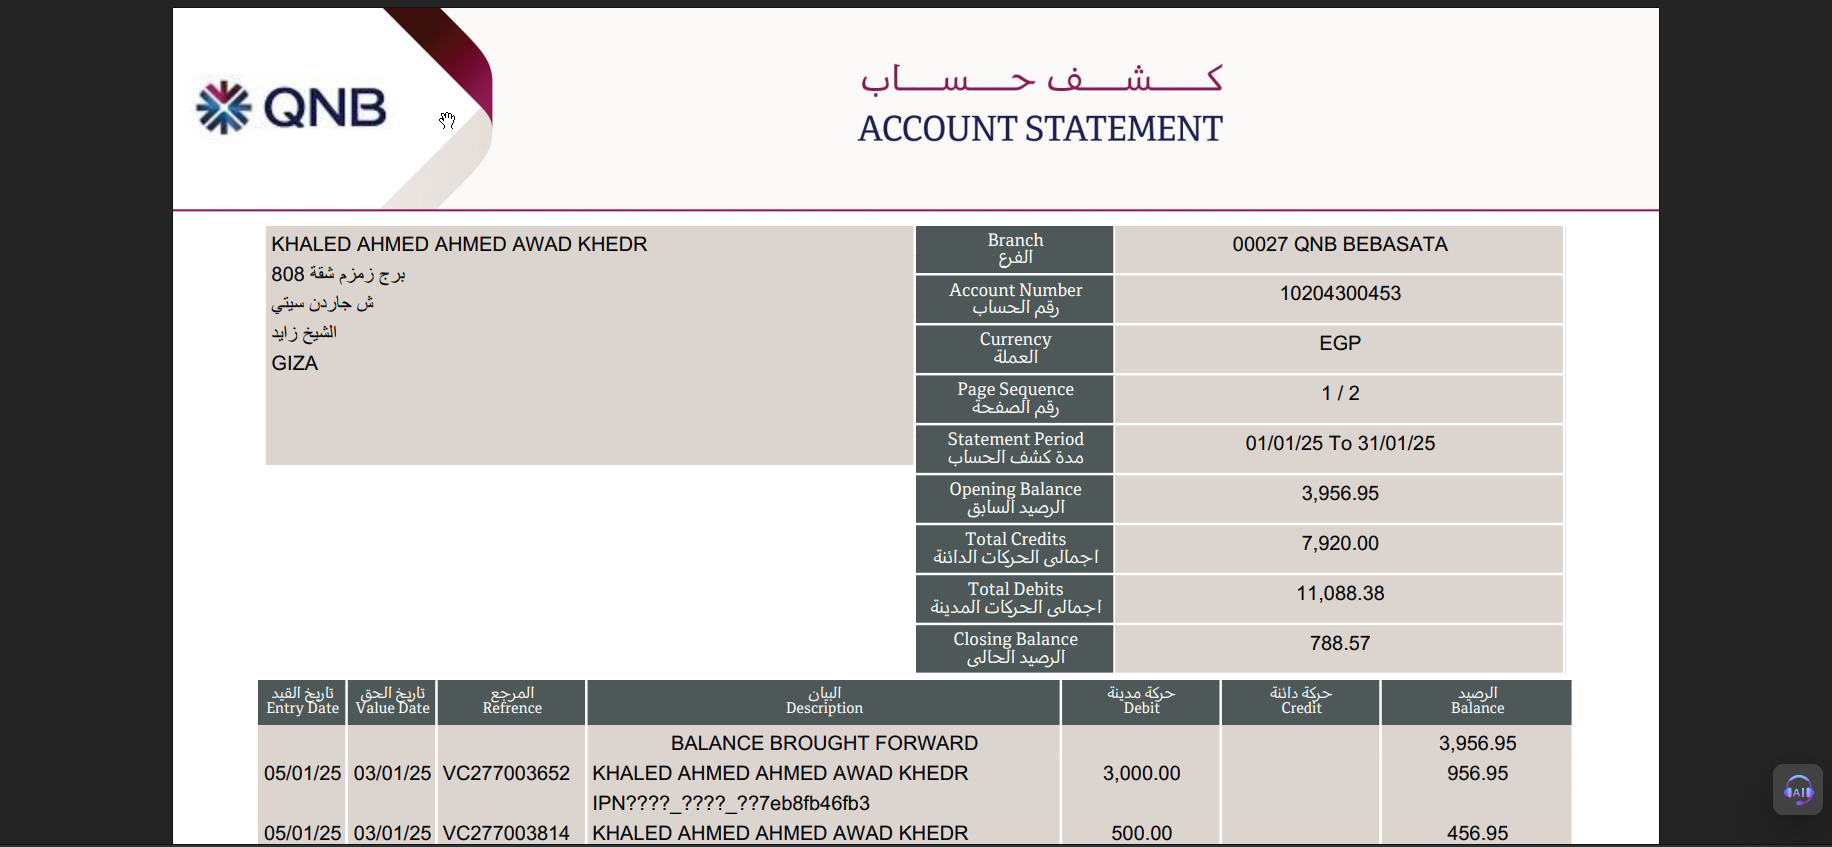 QNB
كـــشـــف حـــســـاب
ACCOUNT STATEMENT
KHALED AHMED AHMED AWAD KHEDR
برج زمزم شقة 808
ش جاردن سيتي
الشيخ زايد
GIZA
Branch
الفرع
00027 QNB BEBASATA
Account Number
رقم الحساب
10204300453
Currency
العملة
EGP
Page Sequence
رقم الصفحة
1 / 2
Statement Period
مدة كشف الحساب
01/01/25 To 31/01/25
Opening Balance
الرصيد السابق
3,956.95
Total Credits
اجمالى الحركات الدائنة
7,920.00
Total Debits
اجمالى الحركات المدينة
11,088.38
Closing Balance
الرصيد الحالى
788.57
تاريخ القيد تاريخ الحق المرجع البيان حركة مدينة حركة دائنة الرصيد
Entry Date Value Date Refrence Description Debit Credit Balance
BALANCE BROUGHT FORWARD 3,956.95
05/01/25 03/01/25 VC277003652 KHALED AHMED AHMED AWAD KHEDR 3,000.00 956.95
IPN????_????_??7eb8fb46fb3
05/01/25 03/01/25 VC277003814 KHALED AHMED AHMED AWAD KHEDR 500.00 456.95
AI